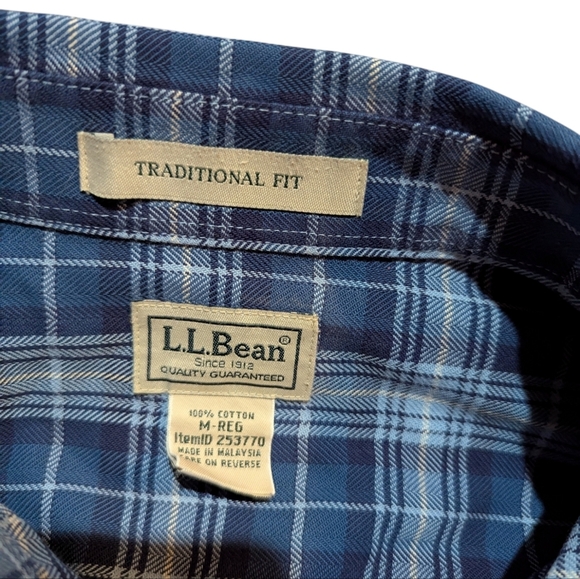 TRADITIONAL FIT
L.L.Bean®
Since 1912
QUALITY GUARANTEED
100% COTTON
M-REG
ItemID 253770
MADE IN MALAYSIA
CARE ON REVERSE